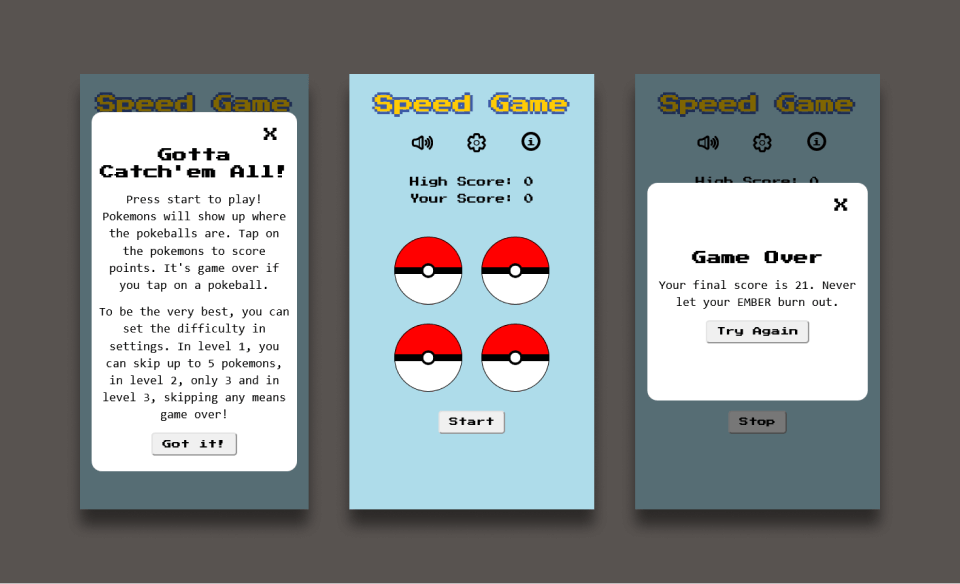 Speed Game
X
Gotta
Catch'em All!
Press start to play!
Pokemons will show up where
the pokeballs are. Tap on
the pokemons to score
points. It's game over if
you tap on a pokeball.
To be the very best, you can
set the difficulty in
settings. In level 1, you
can skip up to 5 pokemons,
in level 2, only 3 and in
level 3, skipping any means
game over!
Got it!
Speed Game
i
High Score: 0
Your Score: 0
Start
Speed Game
i
High Score: 0
X
Game Over
Your final score is 21. Never
let your EMBER burn out.
Try Again
Stop